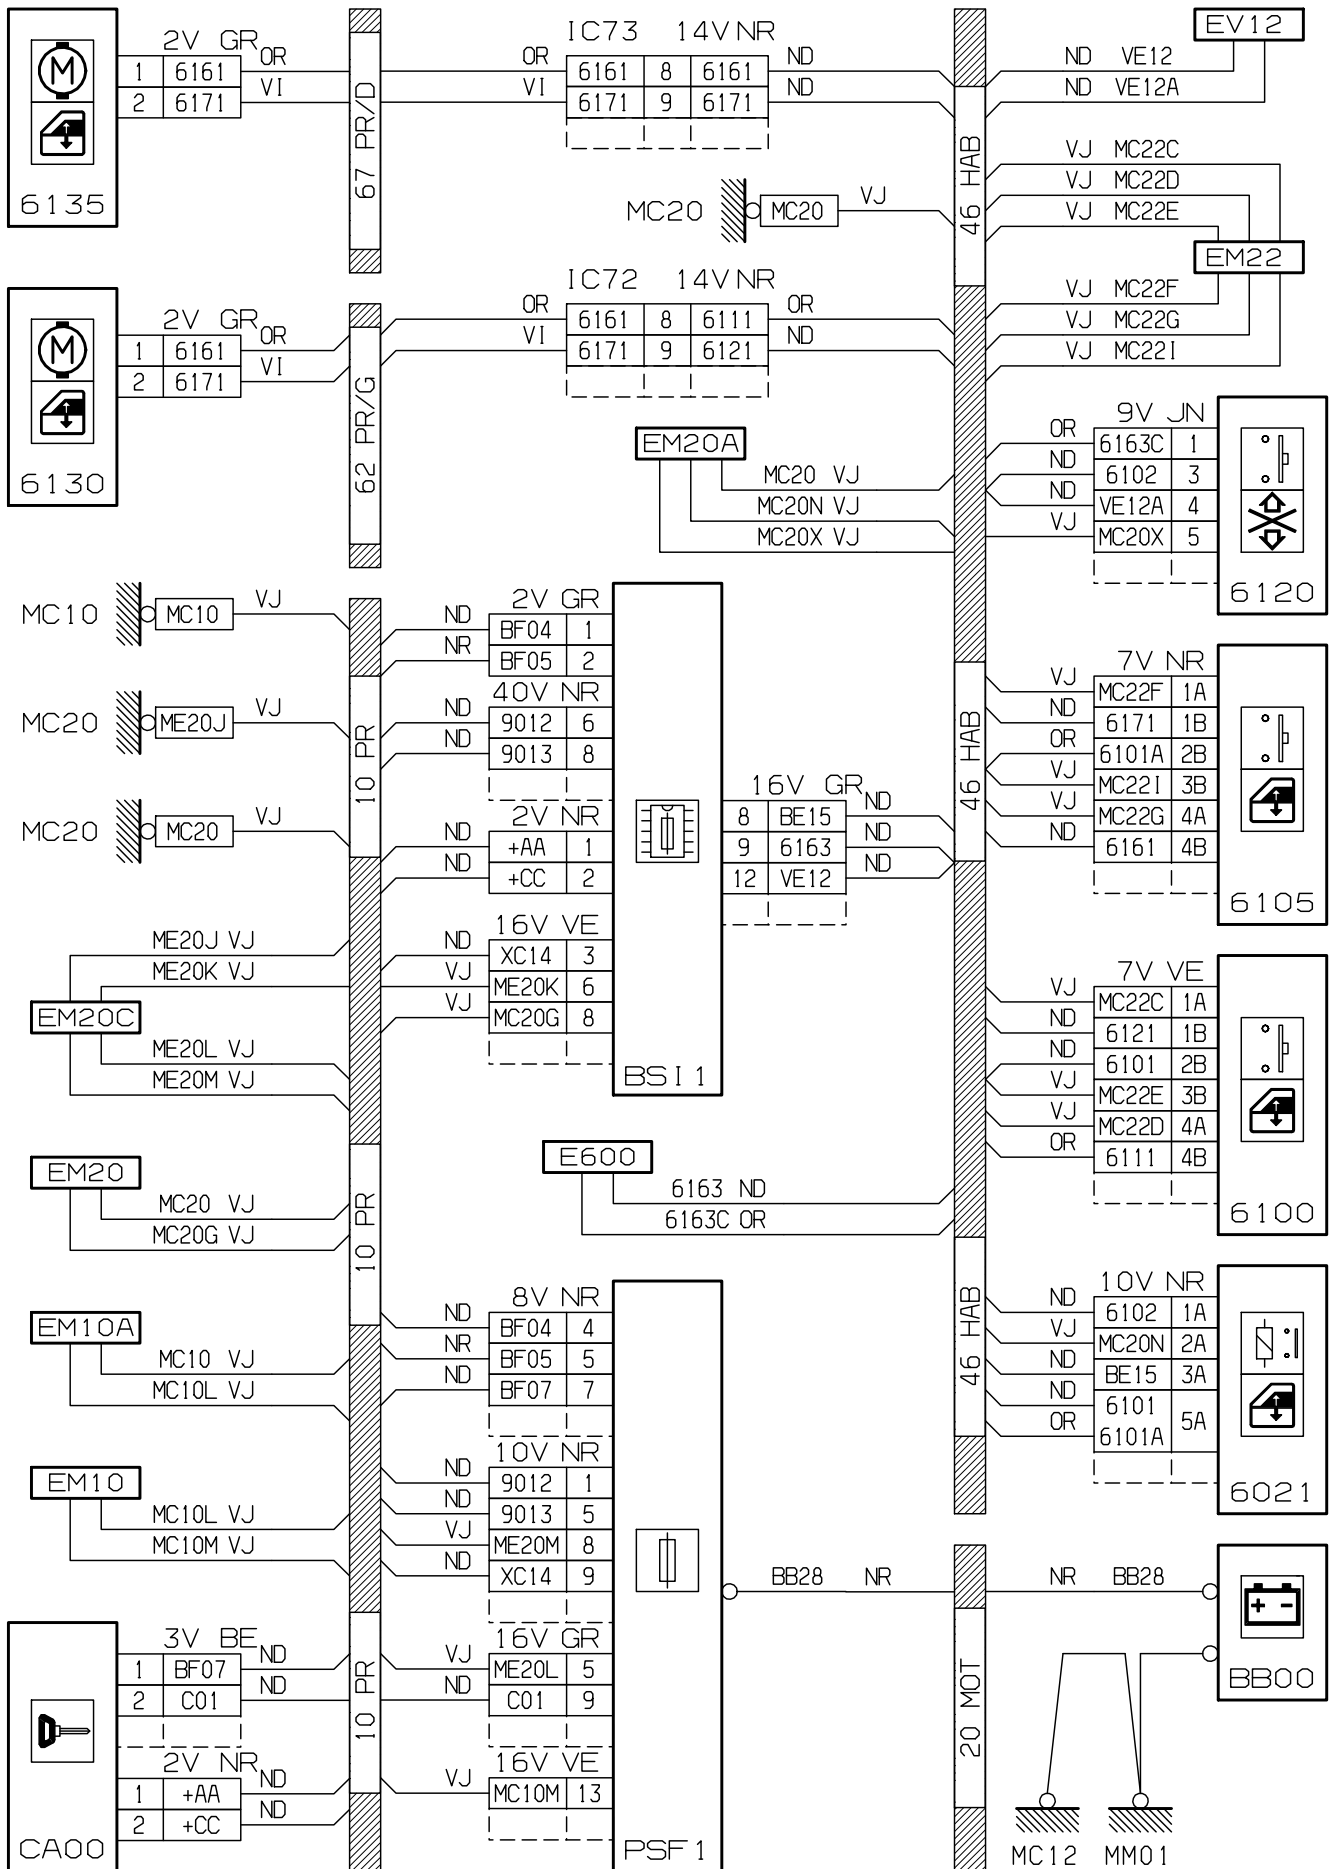 2V GR
OR
1 6161
VI
2 6171
6135
67 PR/D
IC73 14V NR
OR 6161 8 6161 ND
VI 6171 9 6171 ND
MC20 MC20 VJ
46 HAB
EV12
ND VE12
ND VE12A
VJ MC22C
VJ MC22D
VJ MC22E
EM22
VJ MC22F
VJ MC22G
VJ MC22I
2V GR
OR
1 6161
VI
2 6171
6130
62 PR/G
IC72 14V NR
OR 6161 8 6111 OR
VI 6171 9 6121 ND
EM20A
MC20 VJ
MC20N VJ
MC20X VJ
9V JN
OR 6163C 1
ND 6102 3
ND VE12A 4
VJ MC20X 5
6120
MC10 MC10 VJ
MC20 ME20J VJ
MC20 MC20 VJ
10 PR
2V GR
ND BF04 1
NR BF05 2
40V NR
ND 9012 6
ND 9013 8
2V NR
ND +AA 1
ND +CC 2
16V VE
ND XC14 3
VJ ME20K 6
VJ MC20G 8
BSI1
16V GR
8 BE15 ND
9 6163 ND
12 VE12 ND
46 HAB
7V NR
VJ MC22F 1A
ND 6171 1B
OR 6101A 2B
VJ MC22I 3B
VJ MC22G 4A
ND 6161 4B
6105
ME20J VJ
ME20K VJ
EM20C
ME20L VJ
ME20M VJ
7V VE
VJ MC22C 1A
ND 6121 1B
ND 6101 2B
VJ MC22E 3B
VJ MC22D 4A
OR 6111 4B
6100
EM20
MC20 VJ
MC20G VJ
10 PR
E600
6163 ND
6163C OR
EM10A
MC10 VJ
MC10L VJ
8V NR
ND BF04 4
NR BF05 5
ND BF07 7
10V NR
ND 9012 1
ND 9013 5
VJ ME20M 8
ND XC14 9
16V GR
VJ ME20L 5
ND C01 9
16V VE
VJ MC10M 13
PSF1
46 HAB
10V NR
ND 6102 1A
VJ MC20N 2A
ND BE15 3A
ND 6101
5A
OR 6101A
6021
EM10
MC10L VJ
MC10M VJ
BB28 NR
NR BB28
+ -
BB00
20 MOT
3V BE
1 BF07 ND
2 C01 ND
2V NR
1 +AA ND
2 +CC ND
CA00
10 PR
MC12 MM01
M
M